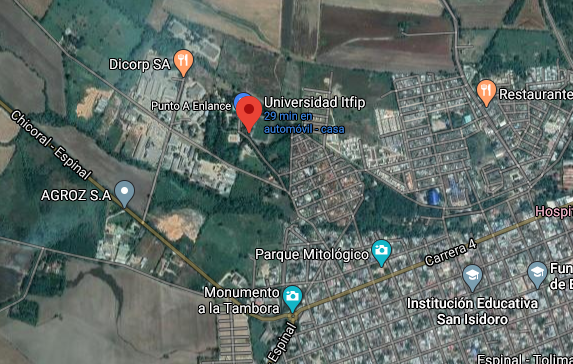 Dicorp SA
Punto A Enlance
Universidad Itfip
29 min en
automóvil - casa
Restaurante
Chicoral - Espinal
AGROZ S.A
Hospi
Parque Mitológico
Carrera 4
Monumento
a la Tambora
Institución Educativa
San Isidoro
Fun
de E
Espinal
Espinal - Tolima